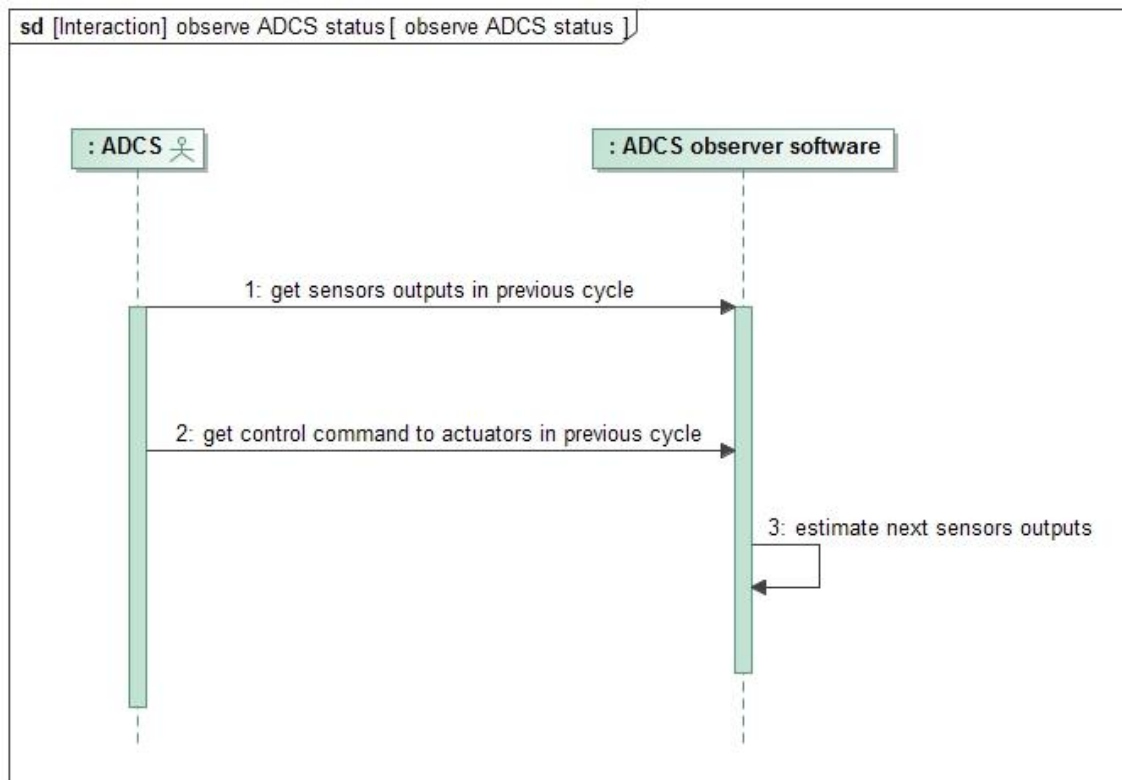 sd [Interaction] observe ADCS status [ observe ADCS status ]
: ADCS
: ADCS observer software
1: get sensors outputs in previous cycle
2: get control command to actuators in previous cycle
3: estimate next sensors outputs